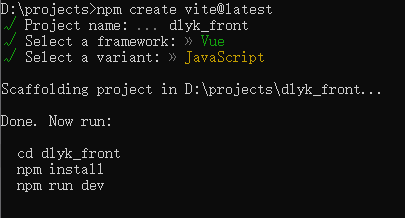 D:\projects>npm create vite@latest
√ Project name: ... dlyk_front
√ Select a framework: » Vue
√ Select a variant: » JavaScript
Scaffolding project in D:\projects\dlyk_front...
Done. Now run:
cd dlyk_front
npm install
npm run dev